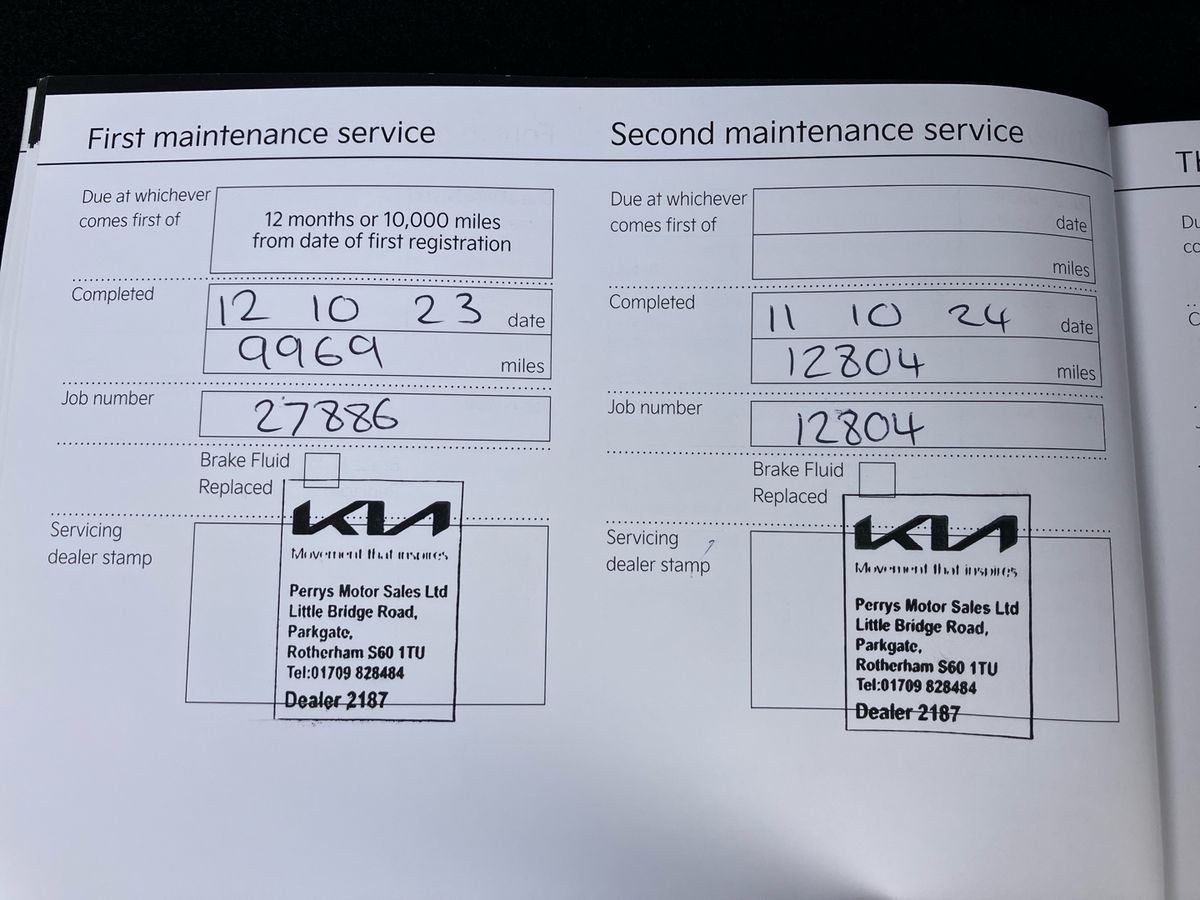 First maintenance service
Due at whichever
comes first of
12 months or 10,000 miles
from date of first registration
Completed
12 10 23 date
9969 miles
Job number
27886
Brake Fluid
Replaced
Servicing
dealer stamp
KIA
Movement that inspires
Perrys Motor Sales Ltd
Little Bridge Road,
Parkgate,
Rotherham S60 1TU
Tel:01709 828484
Dealer 2187
Second maintenance service
Due at whichever
comes first of
date
miles
Completed
11 10 24 date
12804 miles
Job number
12804
Brake Fluid
Replaced
Servicing
dealer stamp
KIA
Movement that inspires
Perrys Motor Sales Ltd
Little Bridge Road,
Parkgate,
Rotherham S60 1TU
Tel:01709 828484
Dealer 2187